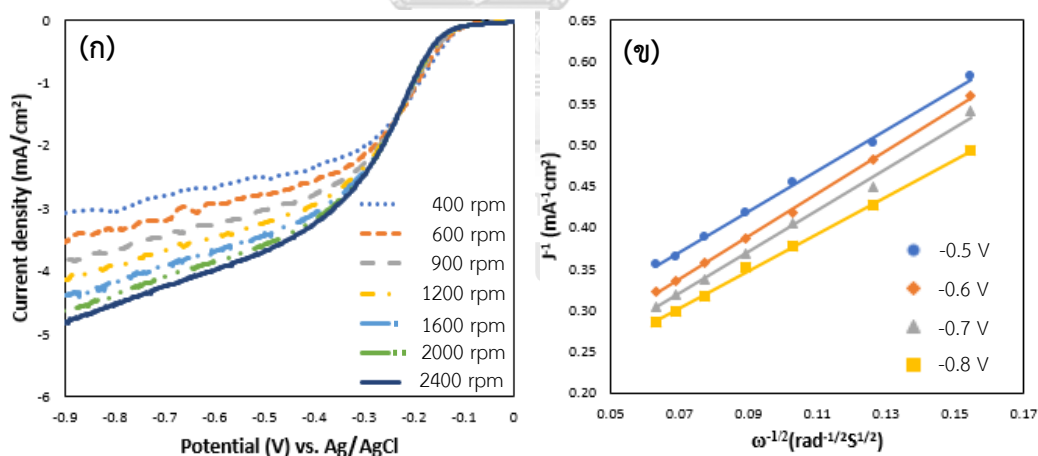 (ก)
Current density (mA/cm²)
0
-1
-2
-3
-4
-5
-6
-0.9 -0.8 -0.7 -0.6 -0.5 -0.4 -0.3 -0.2 -0.1 0
Potential (V) vs. Ag/AgCl
400 rpm
600 rpm
900 rpm
1200 rpm
1600 rpm
2000 rpm
2400 rpm
(ข)
J⁻¹ (mA⁻¹cm²)
0.65
0.60
0.55
0.50
0.45
0.40
0.35
0.30
0.25
0.20
0.05 0.07 0.09 0.11 0.13 0.15 0.17
ω⁻¹/²(rad⁻¹/²S¹/²)
-0.5 V
-0.6 V
-0.7 V
-0.8 V